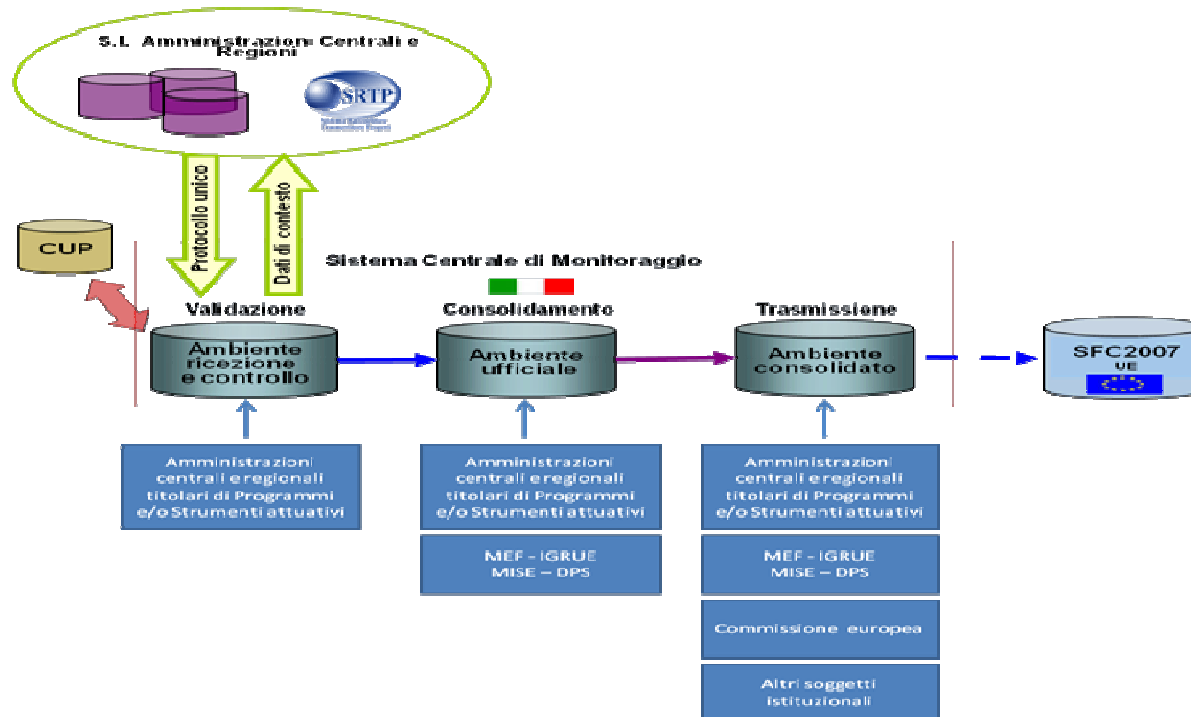 S.I. Amministrazioni Centrali e
Regioni
SRTP
Protocollo unico
Dati di contesto
CUP
Sistema Centrale di Monitoraggio
Validazione
Consolidamento
Trasmissione
Ambiente
ricezione
e controllo
Ambiente
ufficiale
Ambiente
consolidato
SFC2007
UE
Amministrazioni
centrali e regionali
titolari di Programmi
e/o Strumenti attuativi
Amministrazioni
centrali e regionali
titolari di Programmi
e/o Strumenti attuativi
Amministrazioni
centrali e regionali
titolari di Programmi
e/o Strumenti attuativi
MEF - IGRUE
MISE – DPS
MEF - IGRUE
MISE – DPS
Commissione europea
Altri soggetti
istituzionali